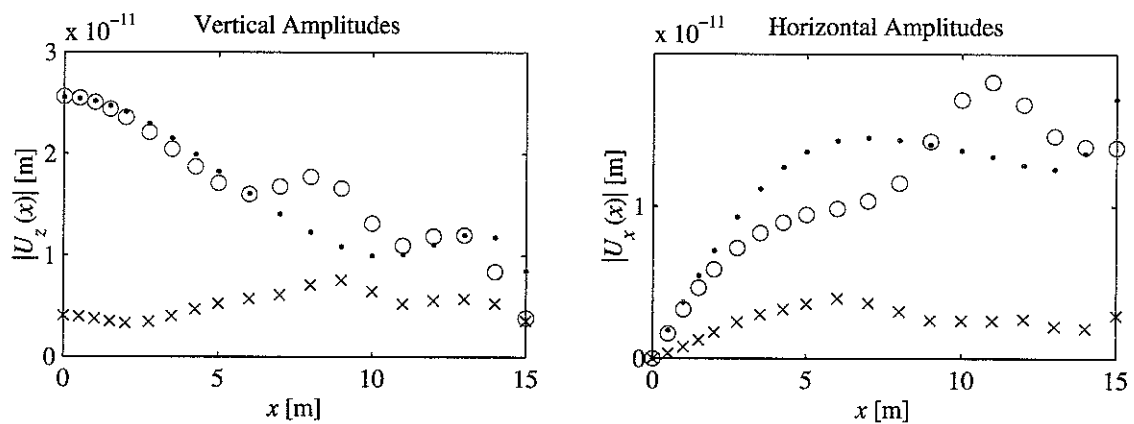 x 10⁻¹¹
Vertical Amplitudes
3
2
1
0
|U_z(x)| [m]
0
5
10
15
x [m]
x 10⁻¹¹
Horizontal Amplitudes
1
0
|U_x(x)| [m]
0
5
10
15
x [m]